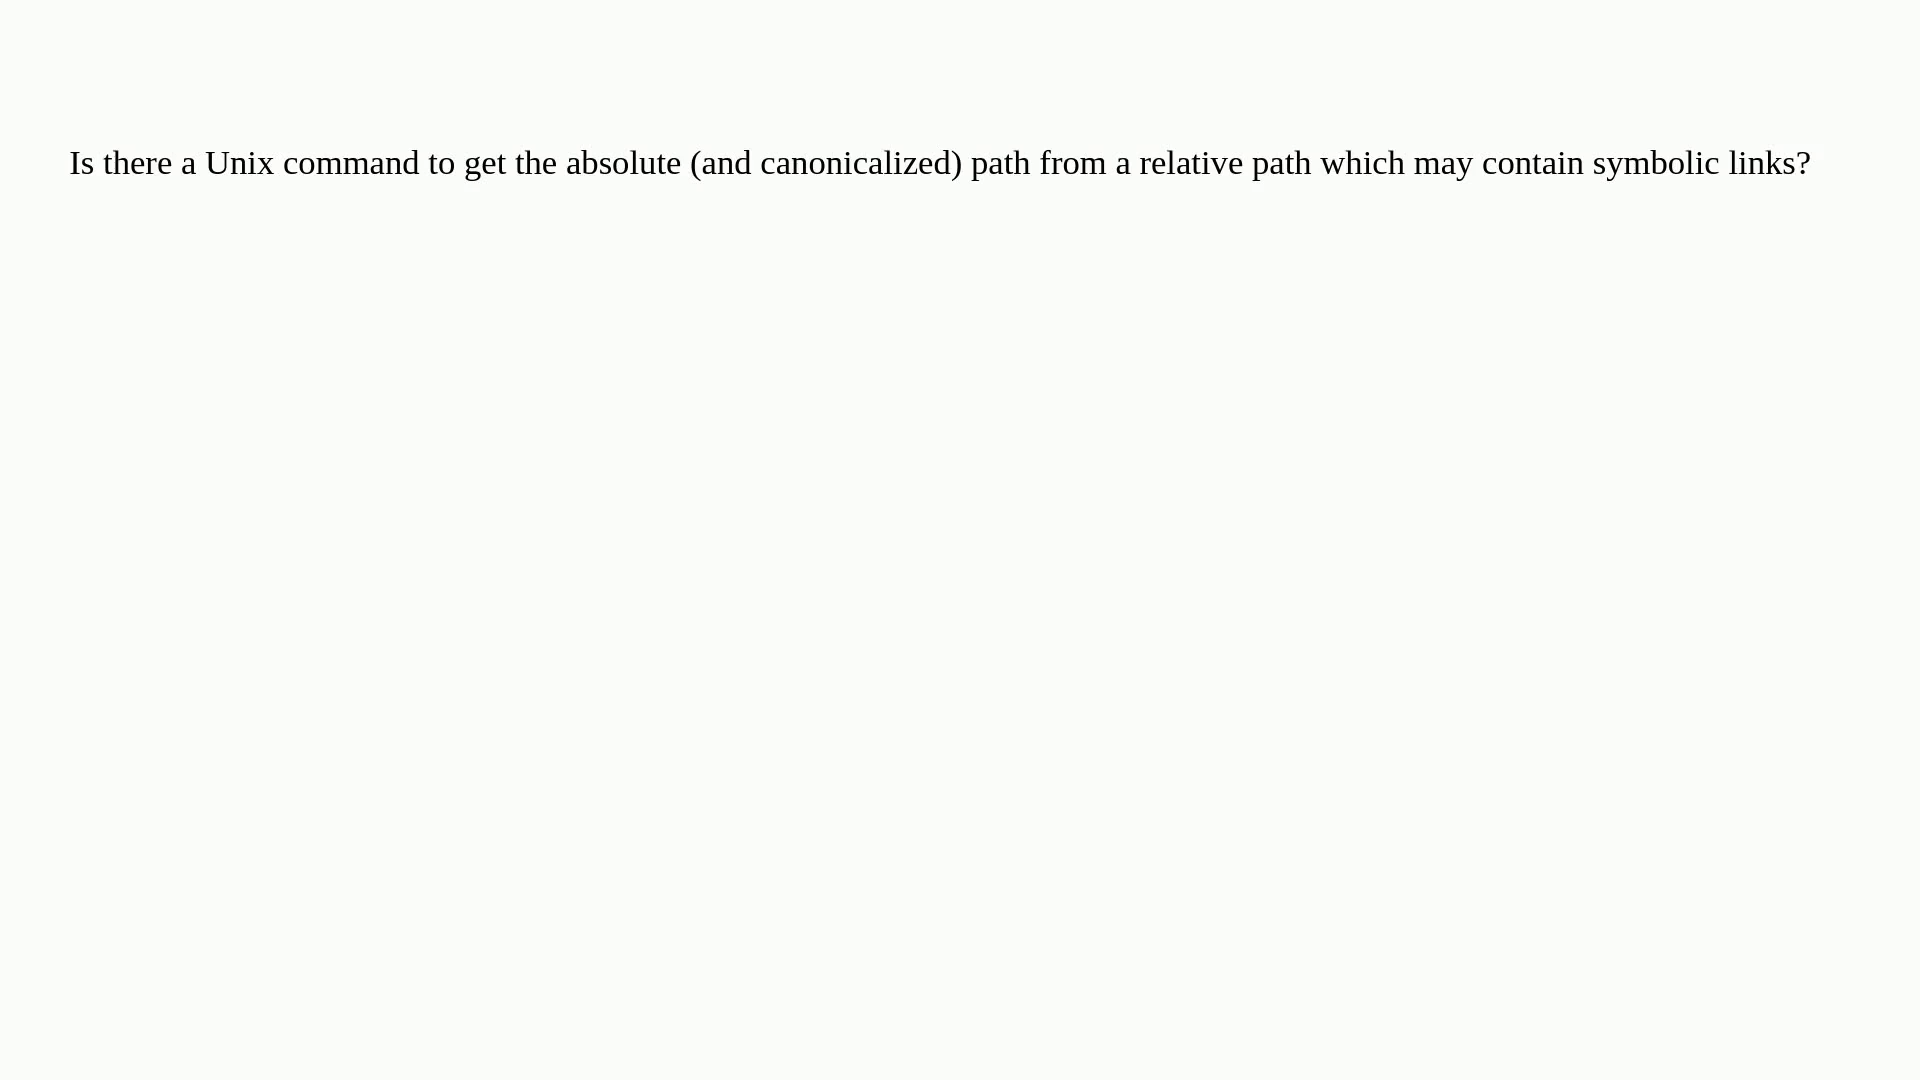 Is there a Unix command to get the absolute (and canonicalized) path from a relative path which may contain symbolic links?